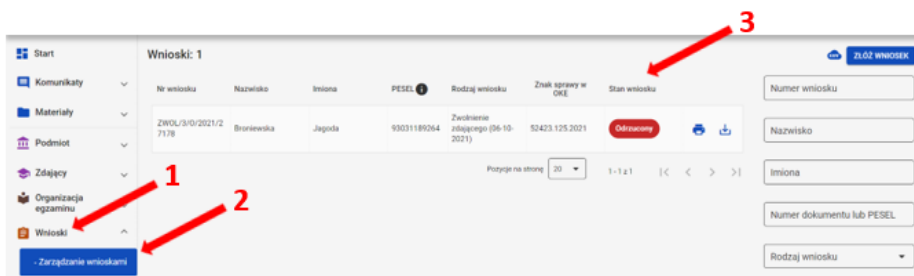 3
Start
Komunikaty
Materiały
Podmiot
Zdający
Organizacja
egzaminu
Wnioski
- Zarządzanie wnioskami
1
2
Wnioski: 1
ZŁÓŻ WNIOSEK
Nr wniosku Nazwisko Imiona PESEL Rodzaj wniosku Znak sprawy w OKE Stan wniosku
ZWOL/3/O/2021/2
7178
Broniewska Jagoda 93031189264
Zwolnienie
zdającego (06-10-
2021)
52423.125.2021 Odrzucony
Pozycje na stronę 20 1-1 z 1 |< < > >|
Numer wniosku
Nazwisko
Imiona
Numer dokumentu lub PESEL
Rodzaj wniosku